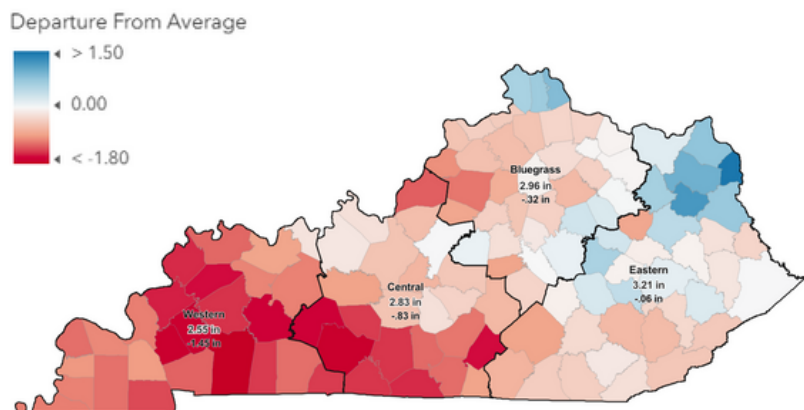 Departure From Average
> 1.50
0.00
< -1.80
Bluegrass
2.96 in
-.32 in
Eastern
3.21 in
-.06 in
Central
2.83 in
-.83 in
Western
2.55 in
-1.45 in